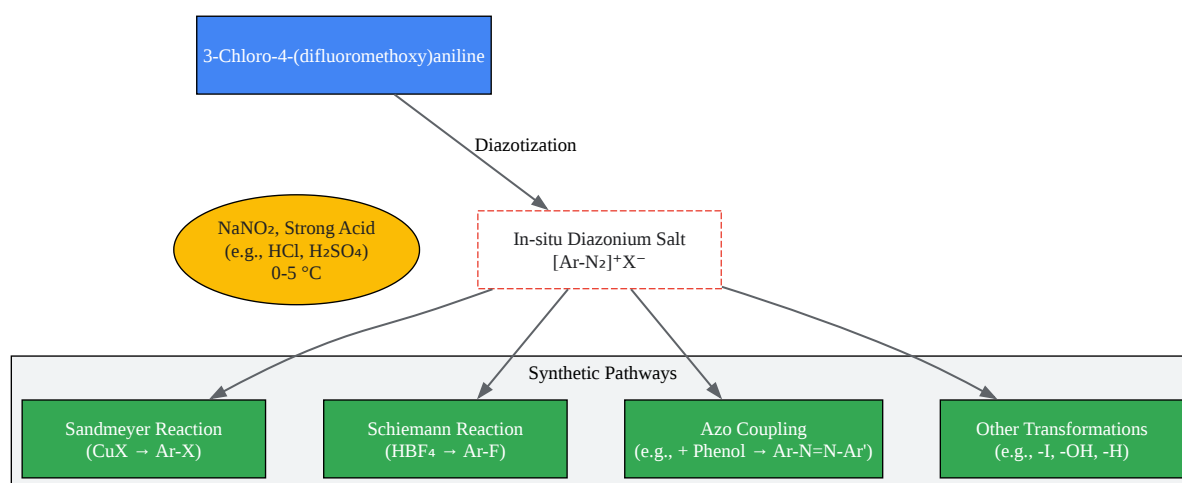 3-Chloro-4-(difluoromethoxy)aniline
Diazotization
NaNO₂, Strong Acid
(e.g., HCl, H₂SO₄)
0-5 °C
In-situ Diazonium Salt
[Ar-N₂]⁺X⁻
Synthetic Pathways
Sandmeyer Reaction
(CuX → Ar-X)
Schiemann Reaction
(HBF₄ → Ar-F)
Azo Coupling
(e.g., + Phenol → Ar-N=N-Ar')
Other Transformations
(e.g., -I, -OH, -H)